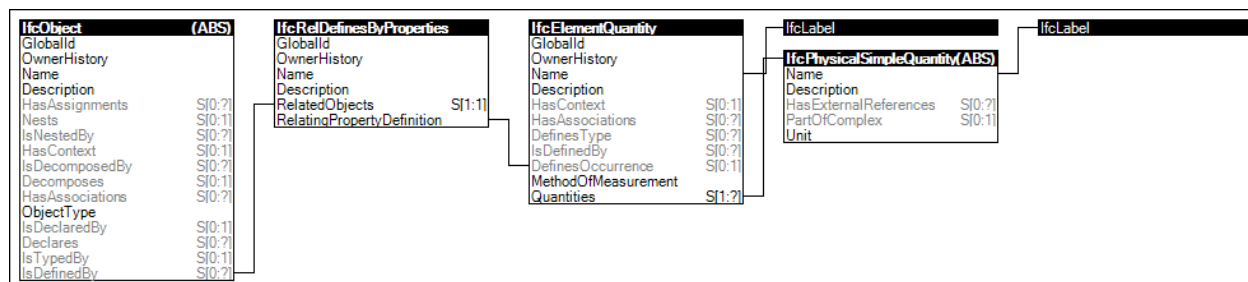 IfcObject (ABS)
GlobalId
OwnerHistory
Name
Description
HasAssignments S[0:?]
Nests S[0:1]
IsNestedBy S[0:?]
HasContext S[0:1]
IsDecomposedBy S[0:?]
Decomposes S[0:1]
HasAssociations S[0:?]
ObjectType
IsDeclaredBy S[0:1]
Declares S[0:?]
IsTypedBy S[0:1]
IsDefinedBy S[0:?]
IfcRelDefinesByProperties
GlobalId
OwnerHistory
Name
Description
RelatedObjects S[1:1]
RelatingPropertyDefinition
IfcElementQuantity
GlobalId
OwnerHistory
Name
Description
HasContext S[0:1]
HasAssociations S[0:?]
DefinesType S[0:?]
IsDefinedBy S[0:?]
DefinesOccurrence S[0:1]
MethodOfMeasurement
Quantities S[1:?]
IfcLabel
IfcPhysicalSimpleQuantity(ABS)
Name
Description
HasExternalReferences S[0:?]
PartOfComplex S[0:1]
Unit
IfcLabel